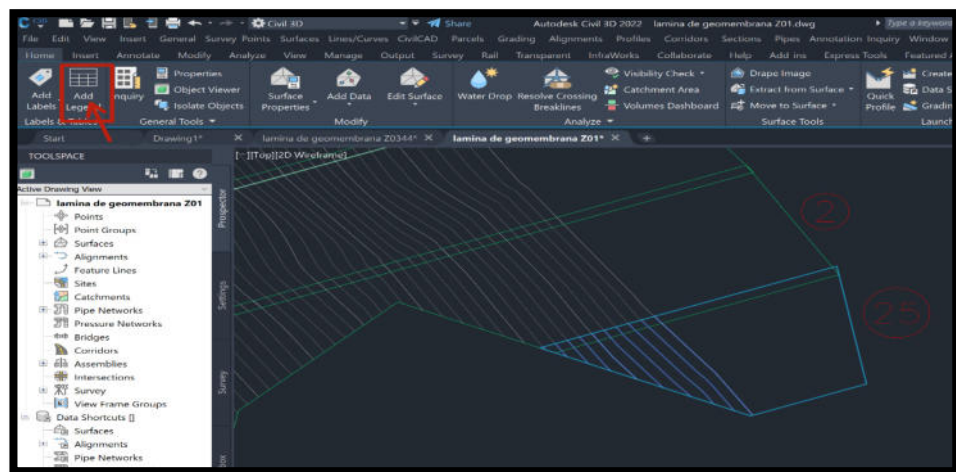 Civil 3D Share Autodesk Civil 3D 2022 lamina de geomembrana Z01.dwg Type a keyword
File Edit View Insert General Survey Points Surfaces Lines/Curves CivilCAD Parcels Grading Alignments Profiles Corridors Sections Pipes Annotation Inquiry Window
Home Insert Annotate Modify Analyze View Manage Output Survey Rail Transparent InfraWorks Collaborate Help Add ins Express Tools Featured A
Add Labels
Add Legend
Inquiry
Properties
Object Viewer
Isolate Objects
Surface Properties
Add Data
Edit Surface
Water Drop
Resolve Crossing Breaklines
Visibility Check
Catchment Area
Volumes Dashboard
Drape Image
Extract from Surface
Move to Surface
Quick Profile
Create
Data S
Gradin
Labels & Tables General Tools Modify Analyze Surface Tools Launch
Start Drawing1* lamina de geomembrana Z0344* lamina de geomembrana Z01*
TOOLSPACE
[-][Top][2D Wireframe]
Active Drawing View
lamina de geomembrana Z01
Points
Point Groups
Surfaces
Alignments
Feature Lines
Sites
Catchments
Pipe Networks
Pressure Networks
Bridges
Corridors
Assemblies
Intersections
Survey
View Frame Groups
Data Shortcuts []
Surfaces
Alignments
Pipe Networks
Prospector
Settings
Survey
2
25